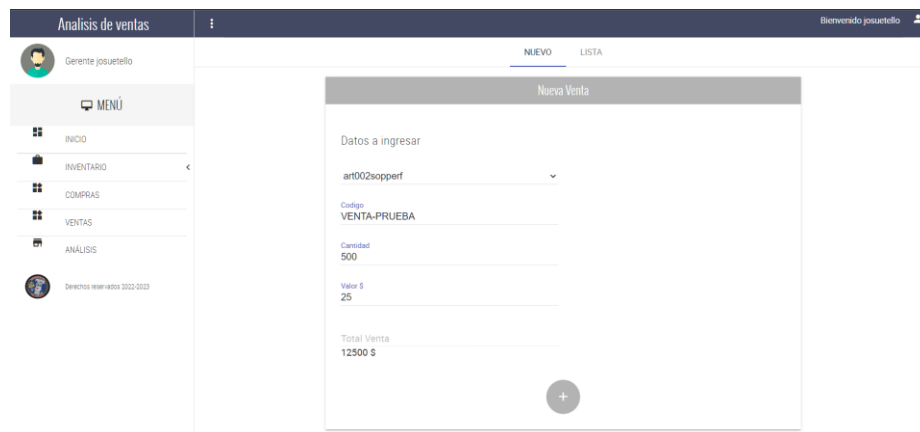 Analisis de ventas
Bienvenido josuetello
Gerente josuetello
MENÚ
INICIO
INVENTARIO
COMPRAS
VENTAS
ANÁLISIS
Derechos reservados 2022-2023
NUEVO LISTA
Nueva Venta
Datos a ingresar
art002sopperf
Codigo
VENTA-PRUEBA
Cantidad
500
Valor $
25
Total Venta
12500 $